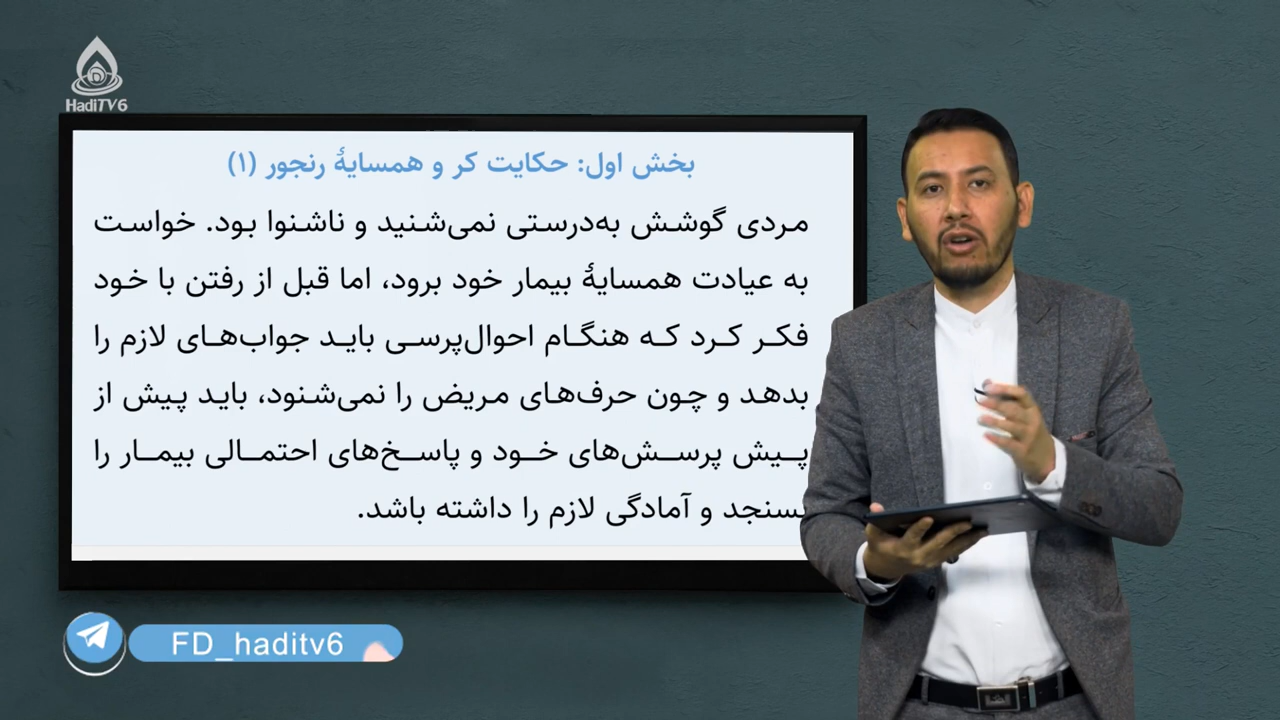 HadiTV6
بخش اول: حکایت کر و همسایهٔ رنجور (۱)
مردی گوشش به‌درستی نمی‌شنید و ناشنوا بود. خواست
به عیادت همسایهٔ بیمار خود برود، اما قبل از رفتن با خود
فکر کرد که هنگام احوال‌پرسی باید جواب‌های لازم را
بدهد و چون حرف‌های مریض را نمی‌شنود، باید پیش از
پیش پرسش‌های خود و پاسخ‌های احتمالی بیمار را
بسنجد و آمادگی لازم را داشته باشد.
FD_haditv6